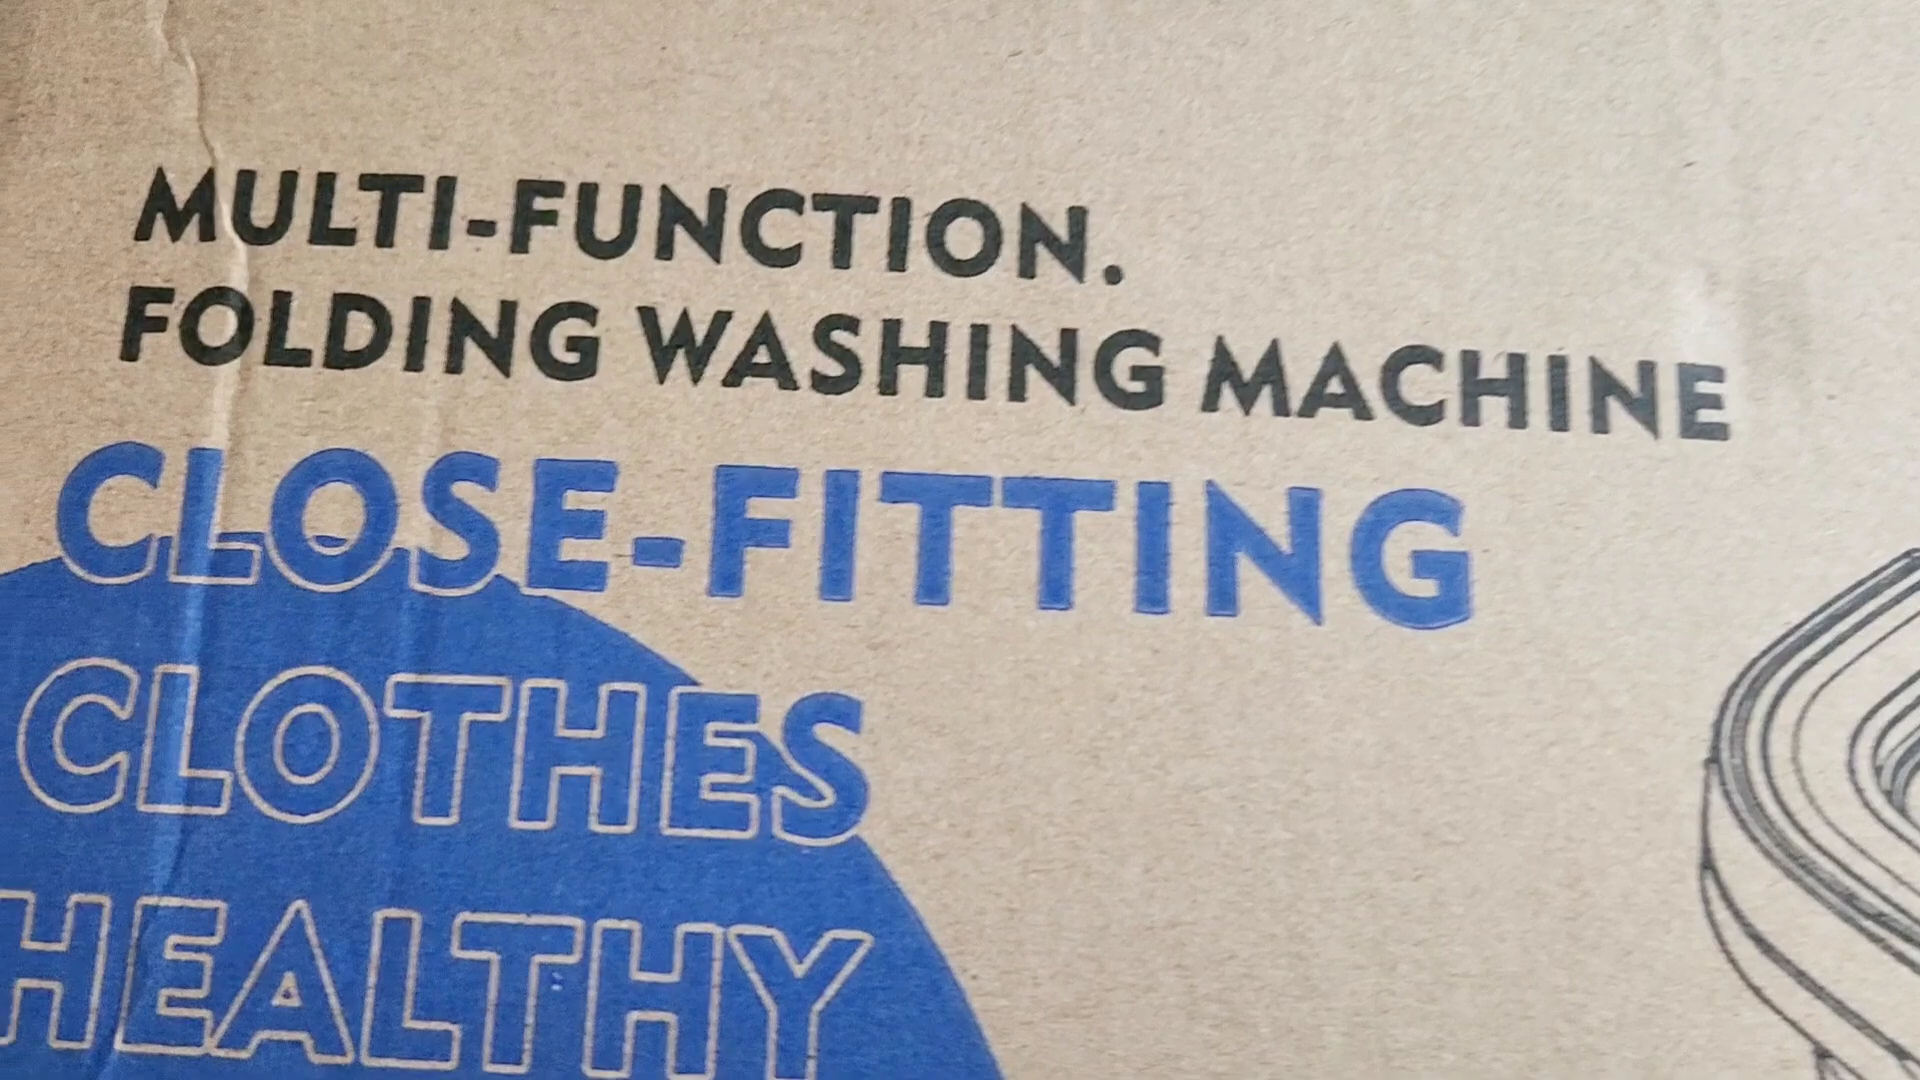 MULTI-FUNCTION.
FOLDING WASHING MACHINE
CLOSE-FITTING
CLOTHES
HEALTHY